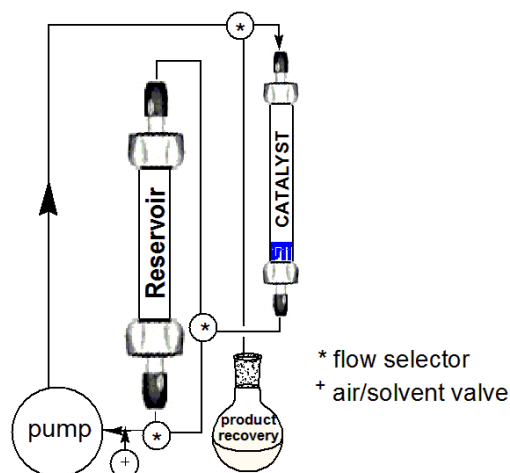 *
CATALYST
Reservoir
*
* flow selector
+ air/solvent valve
product
recovery
pump
*
+